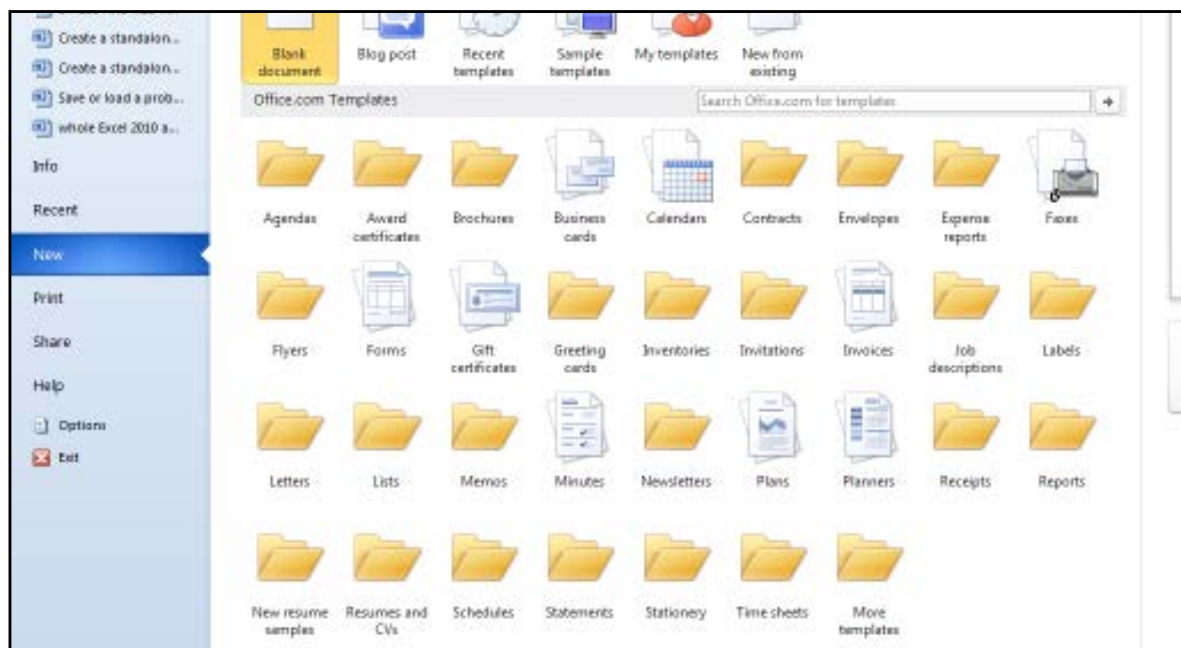 Create a standalon...
Create a standalon...
Save or load a prob...
whole Excel 2010 a...
Info
Recent
New
Print
Share
Help
Options
Exit
Blank
document
Blog post
Recent
templates
Sample
templates
My templates
New from
existing
Office.com Templates
Search Office.com for templates
Agendas
Award
certificates
Brochures
Business
cards
Calendars
Contracts
Envelopes
Expense
reports
Faxes
Flyers
Forms
Gift
certificates
Greeting
cards
Inventories
Invitations
Invoices
Job
descriptions
Labels
Letters
Lists
Memos
Minutes
Newsletters
Plans
Planners
Receipts
Reports
New resume
samples
Resumes and
CVs
Schedules
Statements
Stationery
Time sheets
More
templates